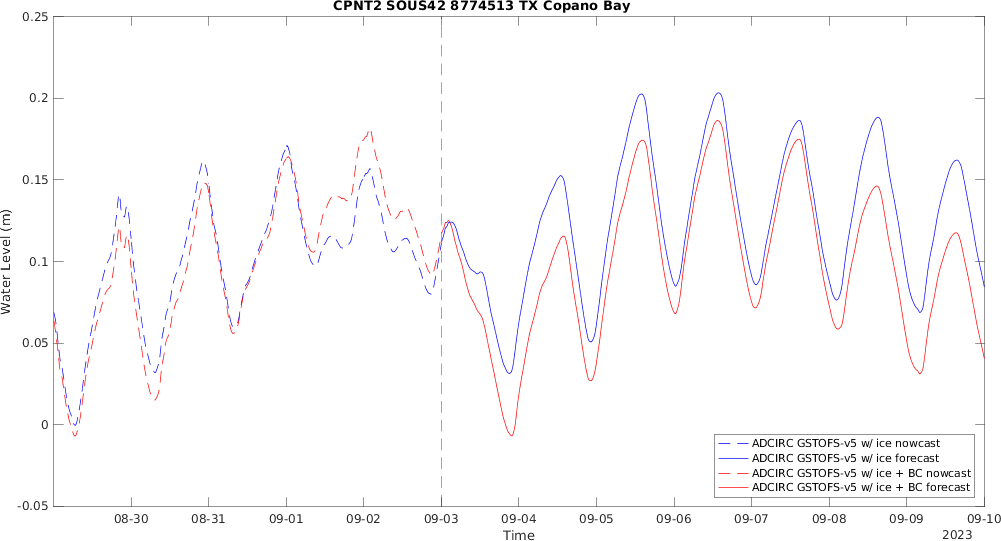 CPNT2 SOUS42 8774513 TX Copano Bay
0.25
0.2
0.15
0.1
0.05
0
-0.05
Water Level (m)
ADCIRC GSTOFS-v5 w/ ice nowcast
ADCIRC GSTOFS-v5 w/ ice forecast
ADCIRC GSTOFS-v5 w/ ice + BC nowcast
ADCIRC GSTOFS-v5 w/ ice + BC forecast
08-30 08-31 09-01 09-02 09-03 09-04 09-05 09-06 09-07 09-08 09-09 09-10
Time
2023